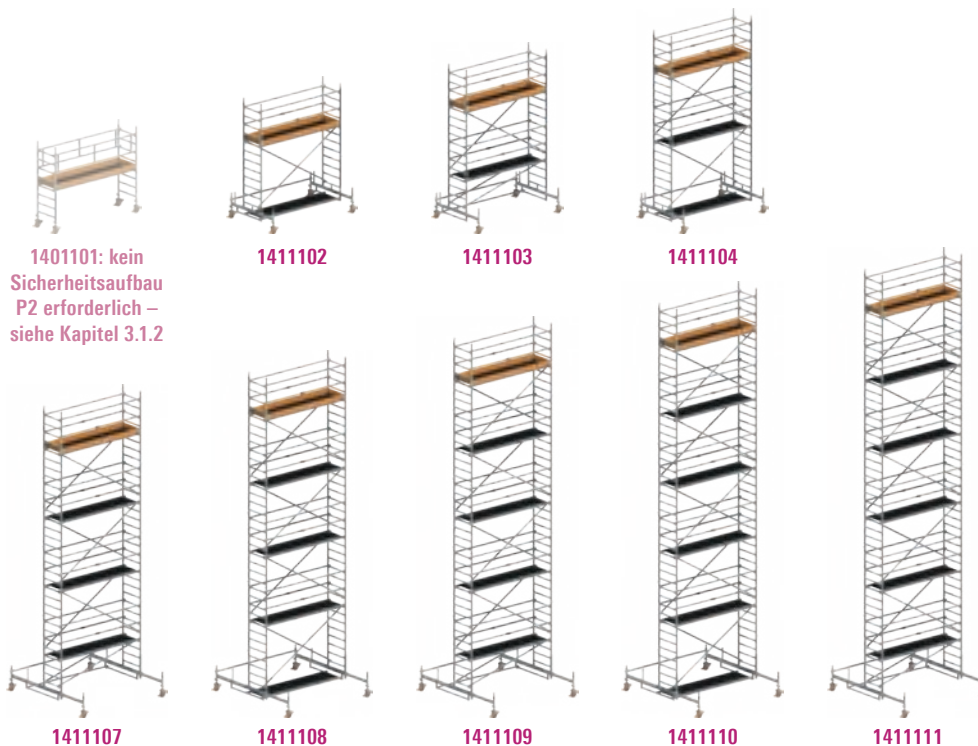 1401101: kein
Sicherheitsaufbau
P2 erforderlich –
siehe Kapitel 3.1.2
1411102
1411103
1411104
1411107
1411108
1411109
1411110
1411111